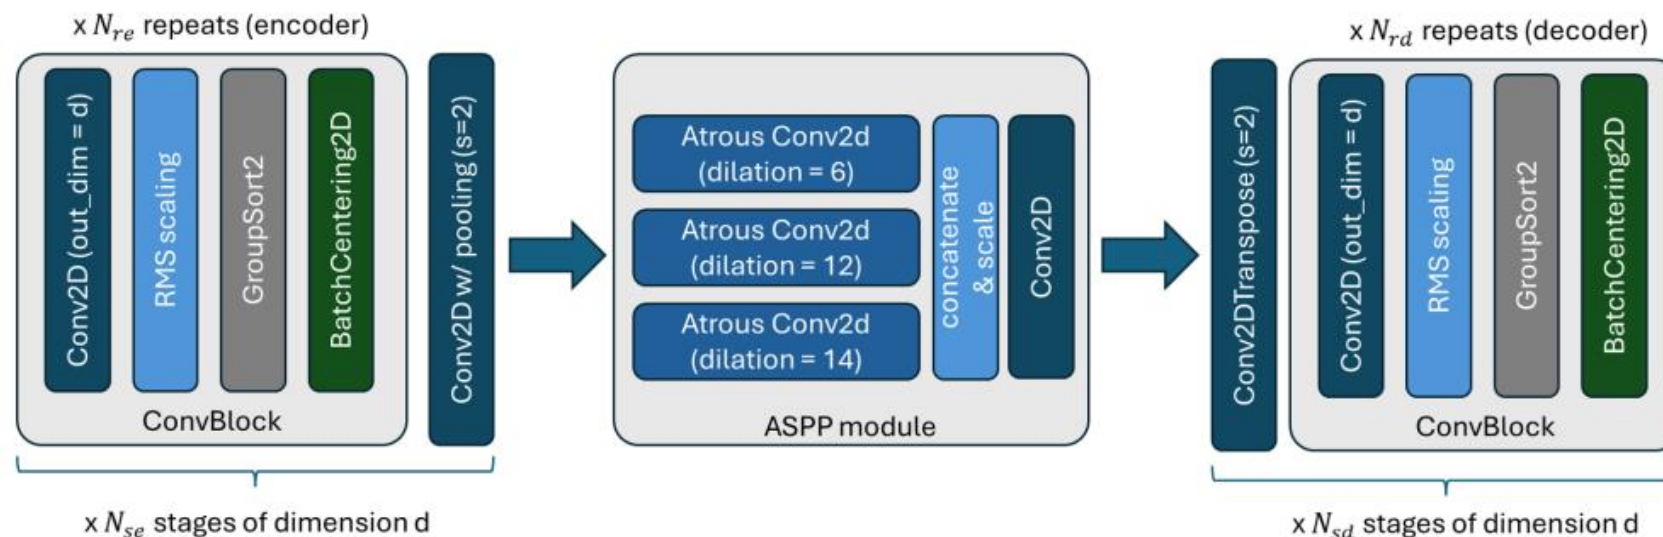 x N_re repeats (encoder)
Conv2D (out_dim = d)
RMS scaling
GroupSort2
BatchCentering2D
ConvBlock
Conv2D w/ pooling (s=2)
x N_se stages of dimension d
Atrous Conv2d
(dilation = 6)
Atrous Conv2d
(dilation = 12)
Atrous Conv2d
(dilation = 14)
concatenate
& scale
Conv2D
ASPP module
x N_rd repeats (decoder)
Conv2DTranspose (s=2)
Conv2D (out_dim = d)
RMS scaling
GroupSort2
BatchCentering2D
ConvBlock
x N_sd stages of dimension d